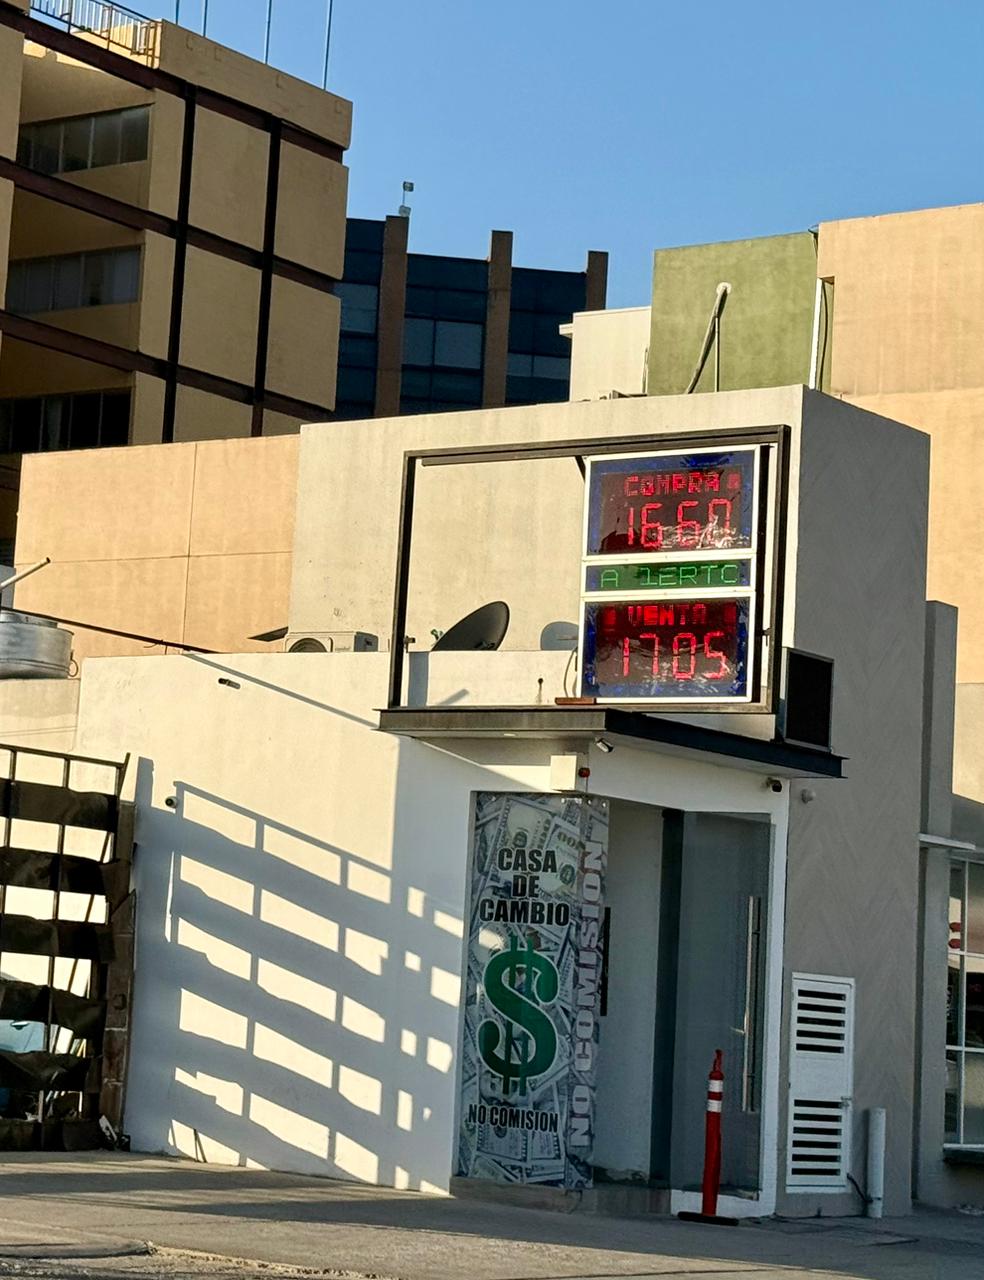 COMPRA
16.60
ABIERTO
VENTA
17.05
CASA
DE
CAMBIO
$
NO COMISION
NO COMISION